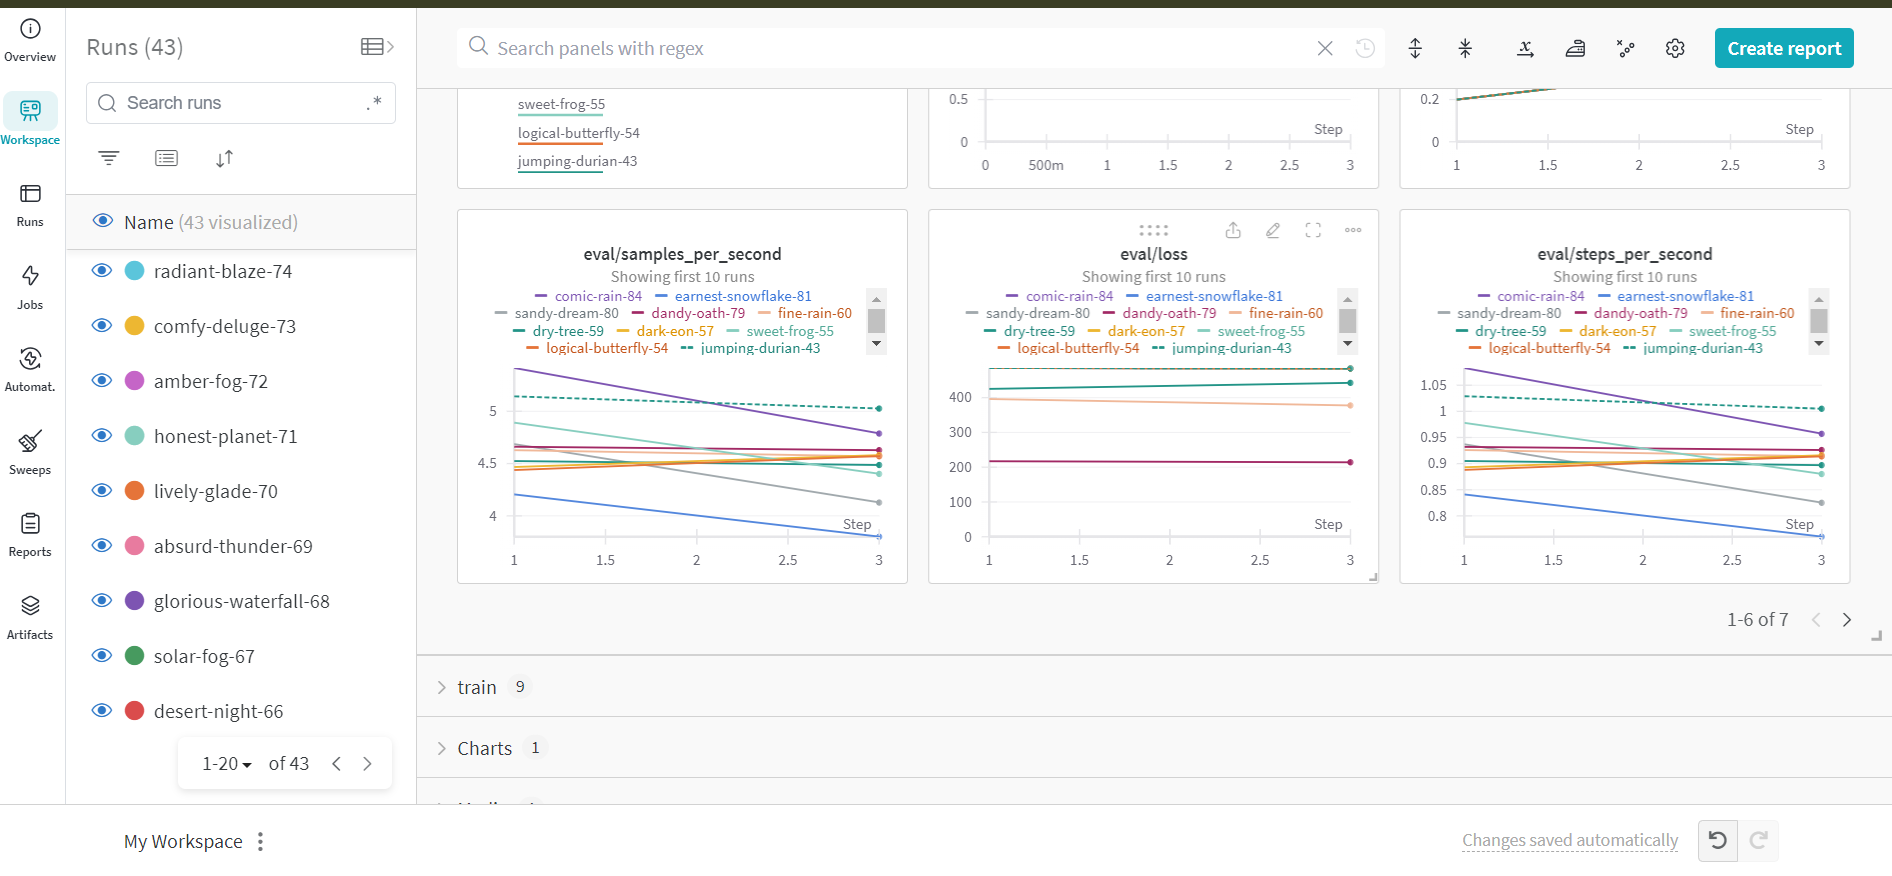 Overview
Workspace
Runs
Jobs
Automat.
Sweeps
Reports
Artifacts
Runs (43)
Search runs
.*
Name (43 visualized)
radiant-blaze-74
comfy-deluge-73
amber-fog-72
honest-planet-71
lively-glade-70
absurd-thunder-69
glorious-waterfall-68
solar-fog-67
desert-night-66
1-20 of 43
Search panels with regex
Create report
sweet-frog-55
logical-butterfly-54
jumping-durian-43
0.5
0
Step
0 500m 1 1.5 2 2.5 3
0.2
0
Step
1 1.5 2 2.5 3
eval/samples_per_second
Showing first 10 runs
comic-rain-84 earnest-snowflake-81
sandy-dream-80 dandy-oath-79 fine-rain-60
dry-tree-59 dark-eon-57 sweet-frog-55
logical-butterfly-54 jumping-durian-43
5
4.5
4
Step
1 1.5 2 2.5 3
eval/loss
Showing first 10 runs
comic-rain-84 earnest-snowflake-81
sandy-dream-80 dandy-oath-79 fine-rain-60
dry-tree-59 dark-eon-57 sweet-frog-55
logical-butterfly-54 jumping-durian-43
400
300
200
100
0
Step
1 1.5 2 2.5 3
eval/steps_per_second
Showing first 10 runs
comic-rain-84 earnest-snowflake-81
sandy-dream-80 dandy-oath-79 fine-rain-60
dry-tree-59 dark-eon-57 sweet-frog-55
logical-butterfly-54 jumping-durian-43
1.05
1
0.95
0.9
0.85
0.8
Step
1 1.5 2 2.5 3
1-6 of 7
train 9
Charts 1
My Workspace
Changes saved automatically